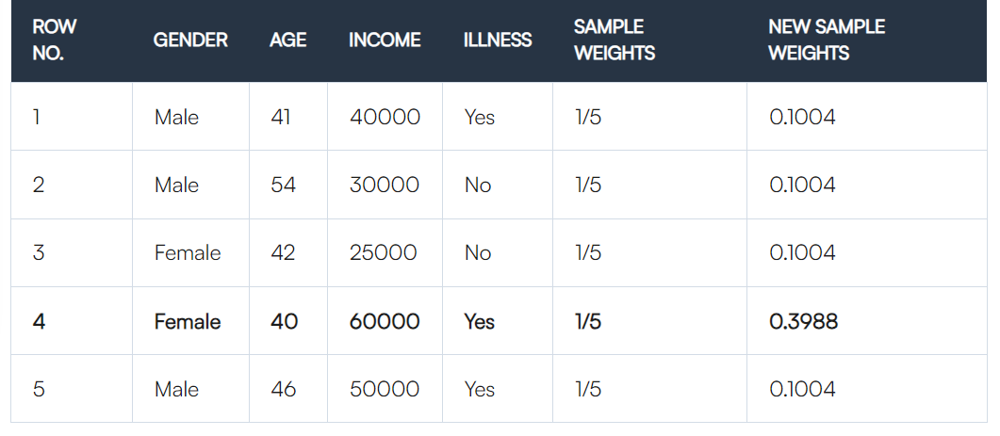 ROW NO. GENDER AGE INCOME ILLNESS SAMPLE WEIGHTS NEW SAMPLE WEIGHTS
1 Male 41 40000 Yes 1/5 0.1004
2 Male 54 30000 No 1/5 0.1004
3 Female 42 25000 No 1/5 0.1004
4 Female 40 60000 Yes 1/5 0.3988
5 Male 46 50000 Yes 1/5 0.1004